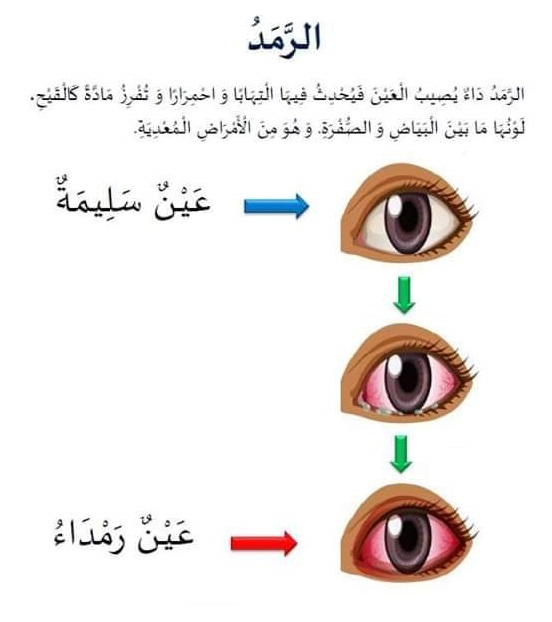 الرَّمَدُ
الرَّمَدُ دَاءٌ يُصِيبُ الْعَيْنَ فَيُحْدِثُ فِيهَا الْتِهَابًا وَ احْمِرَارًا وَ تُفْرِزُ مَادَّةً كَالْقَيْحِ.
لَوْنُهَا مَا بَيْنَ الْبَيَاضِ وَ الصُّفْرَةِ. وَ هُوَ مِنَ الْأَمْرَاضِ الْمُعْدِيَةِ.
عَيْنٌ سَلِيمَةٌ
عَيْنٌ رَمْدَاءُ